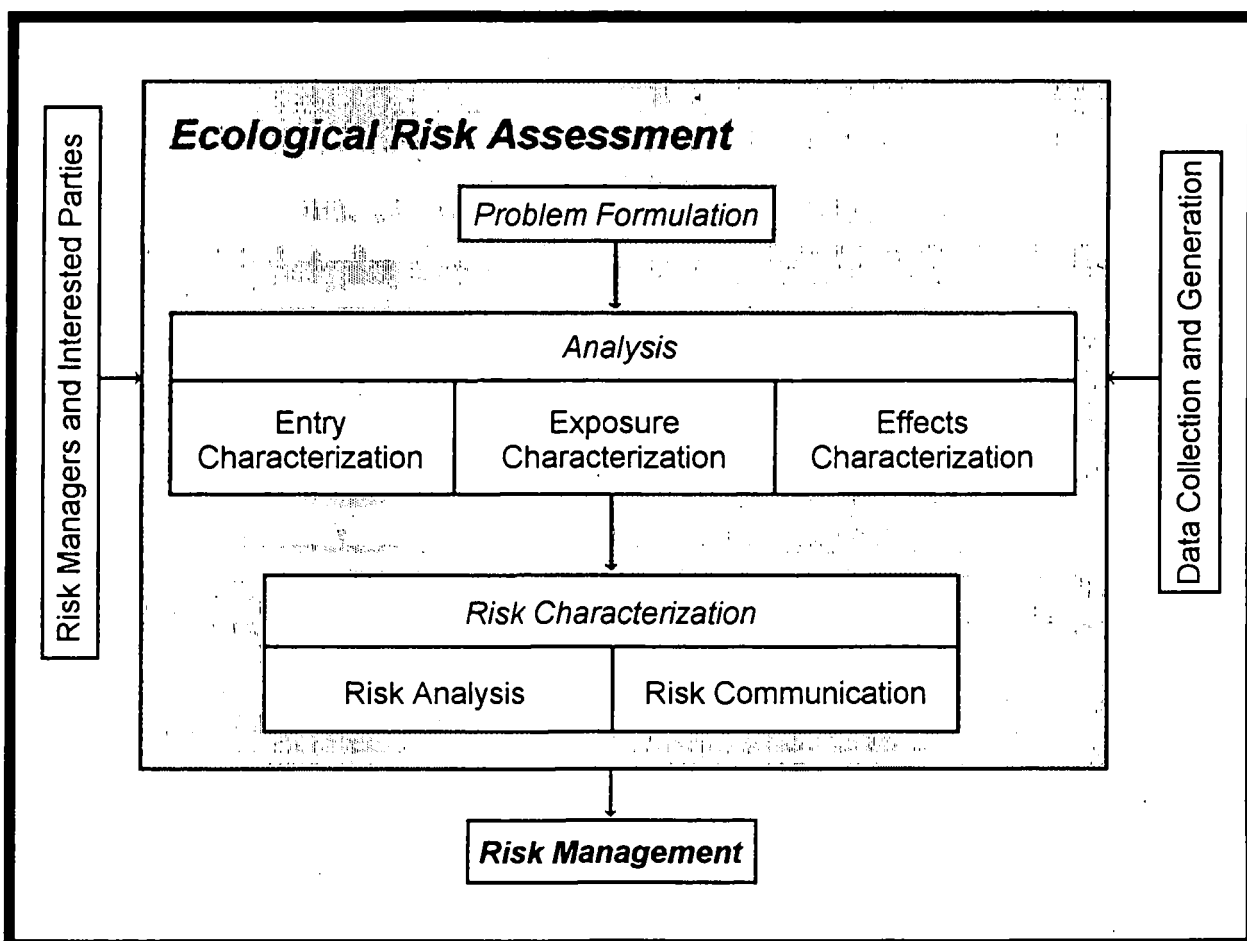 Ecological Risk Assessment
Risk Managers and Interested Parties
Problem Formulation
Data Collection and Generation
Analysis
Entry
Characterization
Exposure
Characterization
Effects
Characterization
Risk Characterization
Risk Analysis
Risk Communication
Risk Management